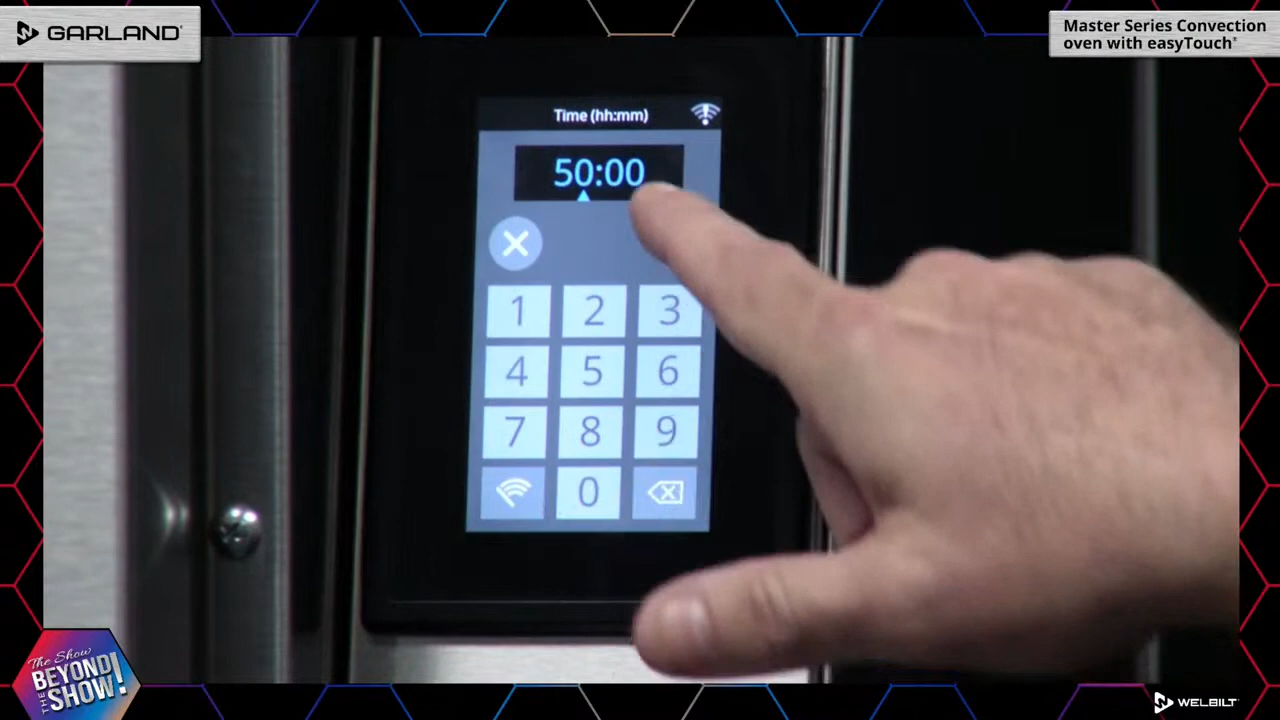 GARLAND
Master Series Convection
oven with easyTouch®
Time (hh:mm)
50:00
1 2 3
4 5 6
7 8 9
0
The Show
BEYOND
THE SHOW!
WELBILT